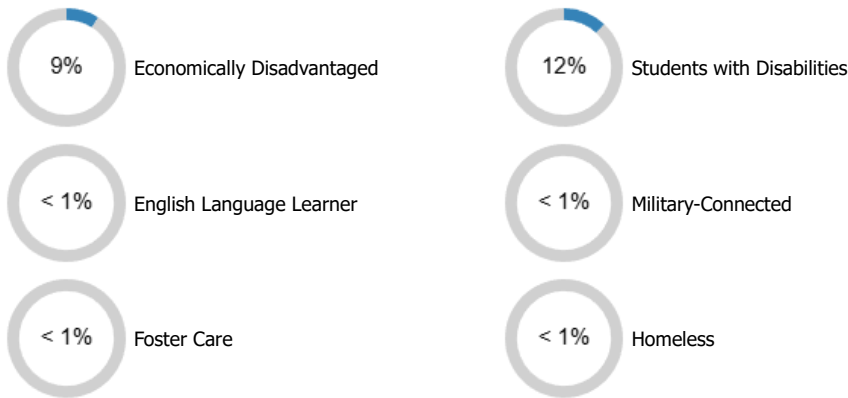 9% Economically Disadvantaged
12% Students with Disabilities
< 1% English Language Learner
< 1% Military-Connected
< 1% Foster Care
< 1% Homeless